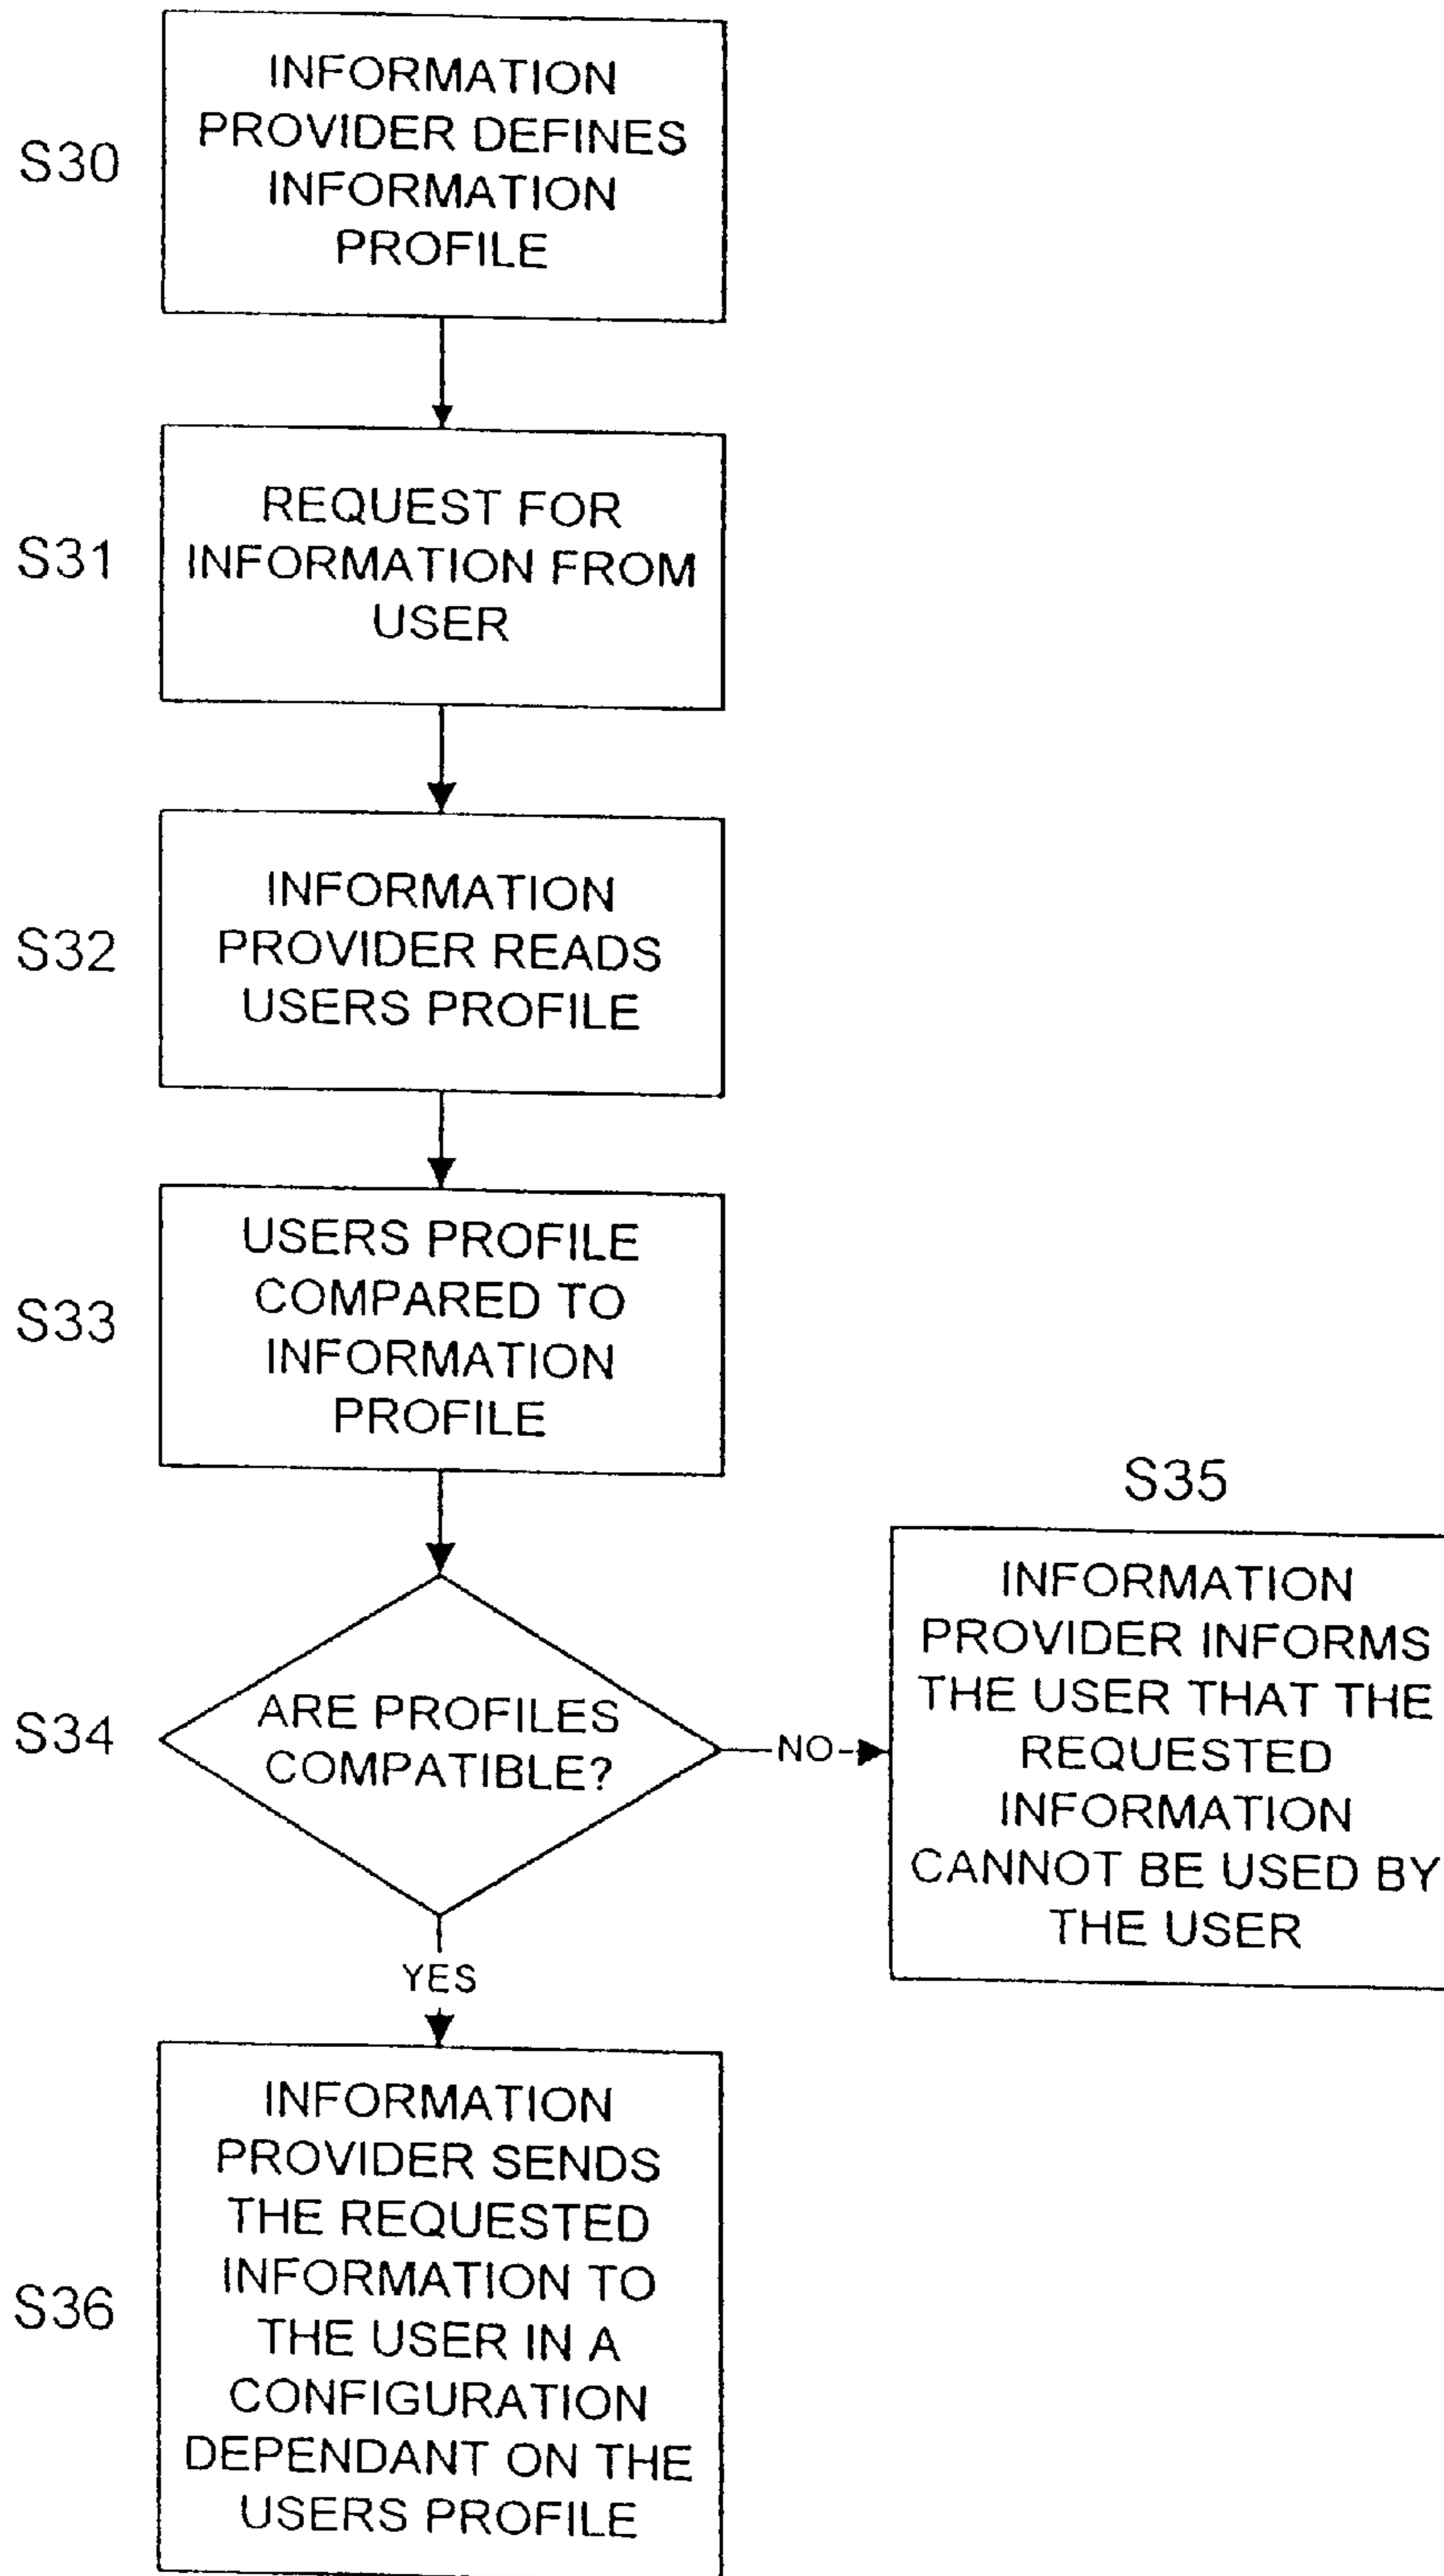 S30
INFORMATION
PROVIDER DEFINES
INFORMATION
PROFILE
S31
REQUEST FOR
INFORMATION FROM
USER
S32
INFORMATION
PROVIDER READS
USERS PROFILE
S33
USERS PROFILE
COMPARED TO
INFORMATION
PROFILE
S34
ARE PROFILES
COMPATIBLE?
NO
S35
INFORMATION
PROVIDER INFORMS
THE USER THAT THE
REQUESTED
INFORMATION
CANNOT BE USED BY
THE USER
YES
S36
INFORMATION
PROVIDER SENDS
THE REQUESTED
INFORMATION TO
THE USER IN A
CONFIGURATION
DEPENDANT ON THE
USERS PROFILE